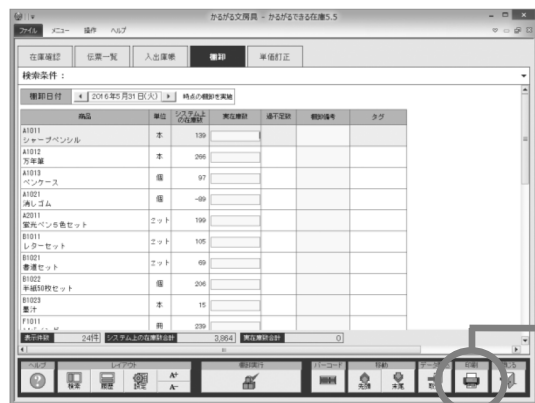 かるがる文房具 - かるがるできる在庫5.5
ファイル メニュー 操作 ヘルプ
在庫確認 伝票一覧 入出庫帳 棚卸 単価訂正
検索条件：
棚卸日付 2016年5月31日(火) 時点の棚卸を実施
商品 単位 システム上の在庫数 実在庫数 過不足数 棚卸備考 タグ
A1011
シャープペンシル 本 139
A1012
万年筆 本 266
A1013
ペンケース 個 97
A1021
消しゴム 個 -89
A2011
蛍光ペン5色セット セット 199
B1011
レターセット セット 105
B1021
書道セット セット 69
B1022
半紙50枚セット 個 206
B1023
墨汁 本 15
F1011
冊 239
表示件数 24件 システム上の在庫数合計 3,864 実在庫数合計 0
ヘルプ レイアウト 棚卸実行 バーコード 移動 印刷
検索 履歴 設定 A+ A- 先頭 末尾